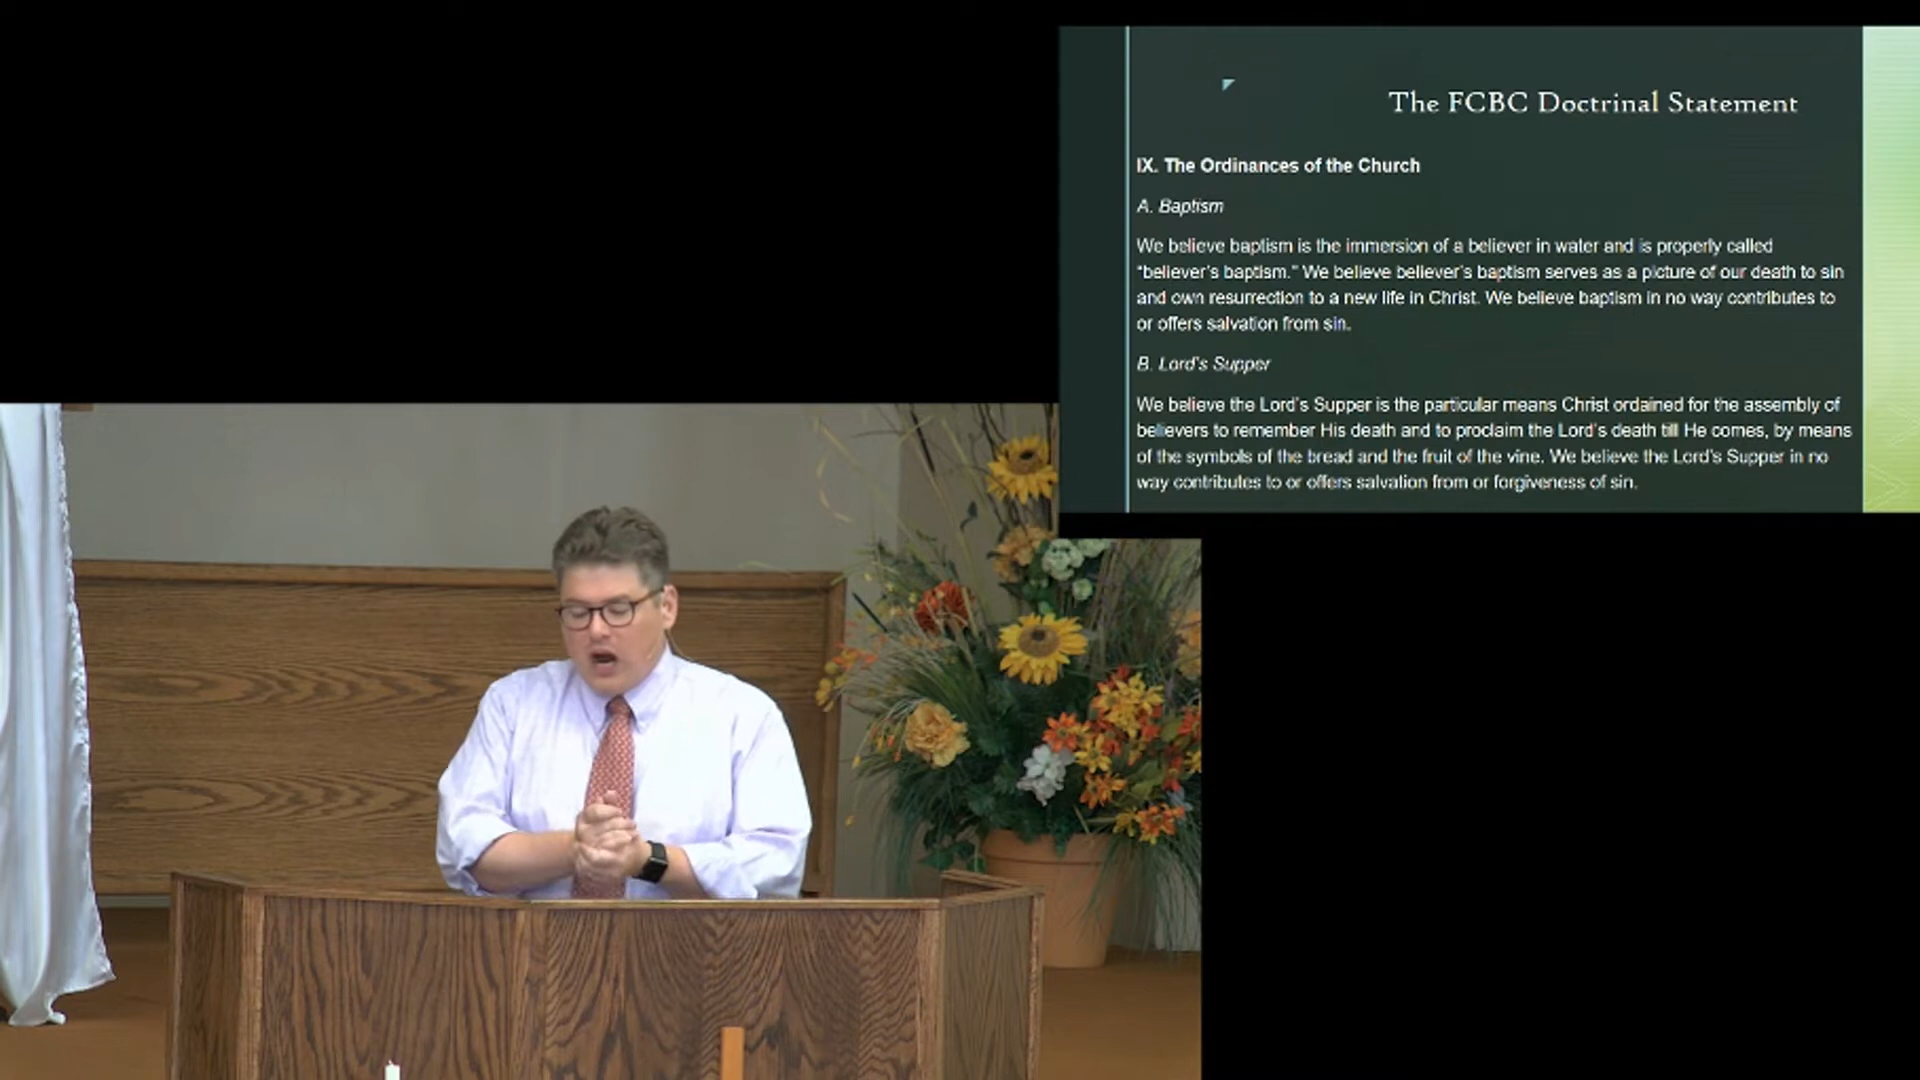 The FCBC Doctrinal Statement
IX. The Ordinances of the Church
A. Baptism
We believe baptism is the immersion of a believer in water and is properly called
“believer’s baptism.” We believe believer’s baptism serves as a picture of our death to sin
and own resurrection to a new life in Christ. We believe baptism in no way contributes to
or offers salvation from sin.
B. Lord’s Supper
We believe the Lord’s Supper is the particular means Christ ordained for the assembly of
believers to remember His death and to proclaim the Lord’s death till He comes, by means
of the symbols of the bread and the fruit of the vine. We believe the Lord’s Supper in no
way contributes to or offers salvation from or forgiveness of sin.